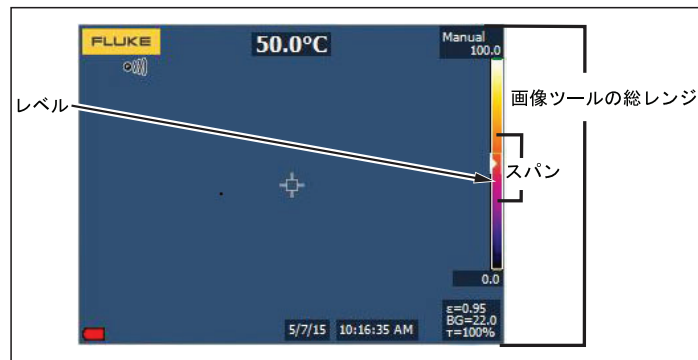 FLUKE
50.0°C
Manual
100.0
レベル
画像ツールの総レンジ
スパン
0.0
ε=0.95
BG=22.0
τ=100%
5/7/15 10:16:35 AM